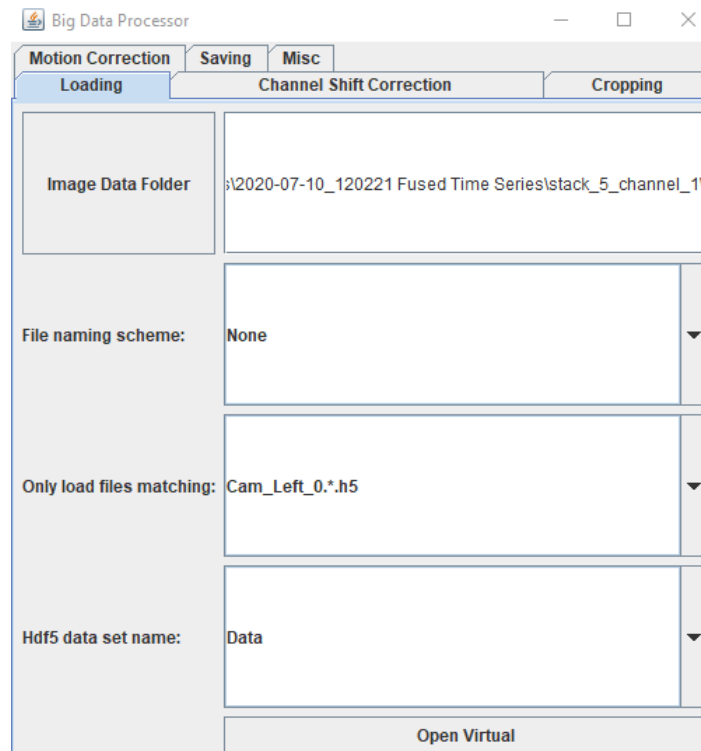 Big Data Processor
Motion Correction Saving Misc
Loading Channel Shift Correction Cropping
Image Data Folder s\2020-07-10_120221 Fused Time Series\stack_5_channel_1\
File naming scheme: None
Only load files matching: Cam_Left_0.*.h5
Hdf5 data set name: Data
Open Virtual